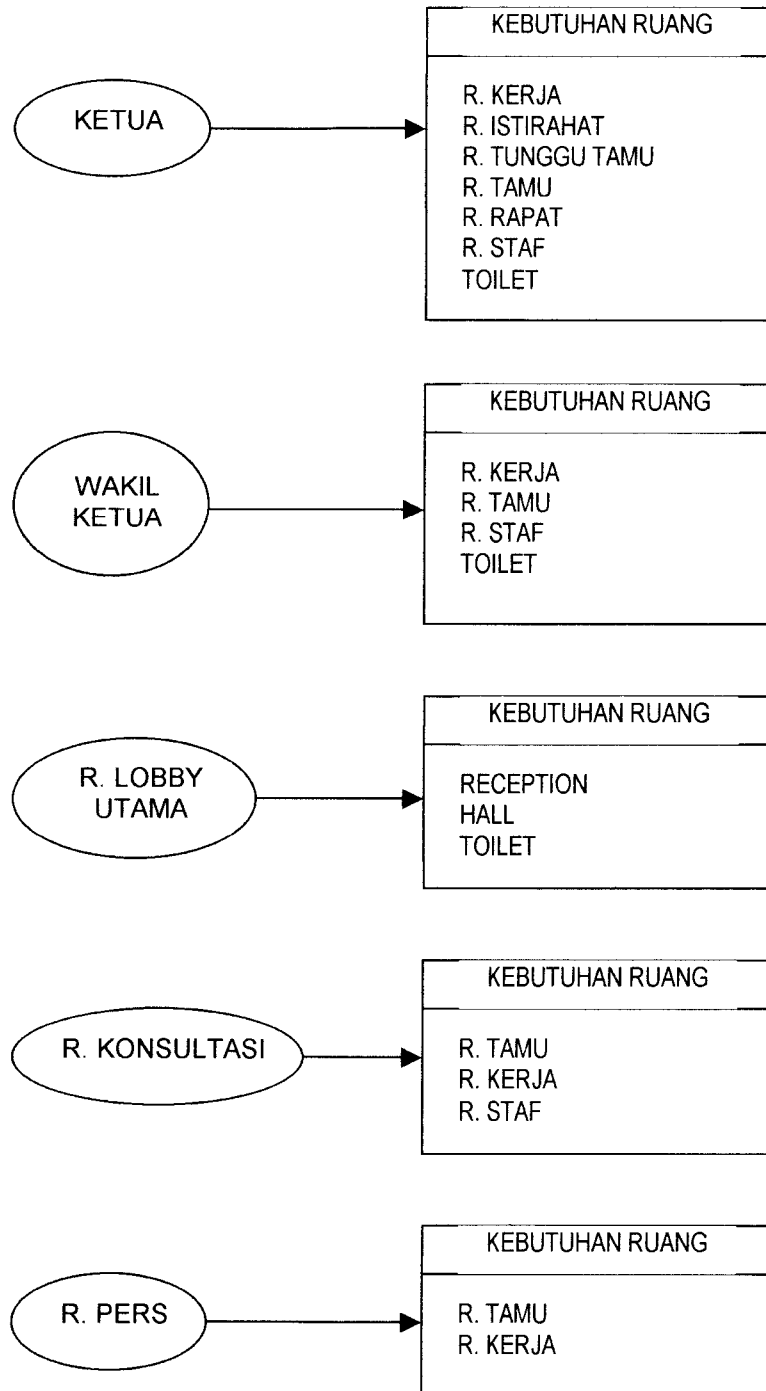 KETUA
KEBUTUHAN RUANG
R. KERJA
R. ISTIRAHAT
R. TUNGGU TAMU
R. TAMU
R. RAPAT
R. STAF
TOILET
WAKIL
KETUA
KEBUTUHAN RUANG
R. KERJA
R. TAMU
R. STAF
TOILET
R. LOBBY
UTAMA
KEBUTUHAN RUANG
RECEPTION
HALL
TOILET
R. KONSULTASI
KEBUTUHAN RUANG
R. TAMU
R. KERJA
R. STAF
R. PERS
KEBUTUHAN RUANG
R. TAMU
R. KERJA